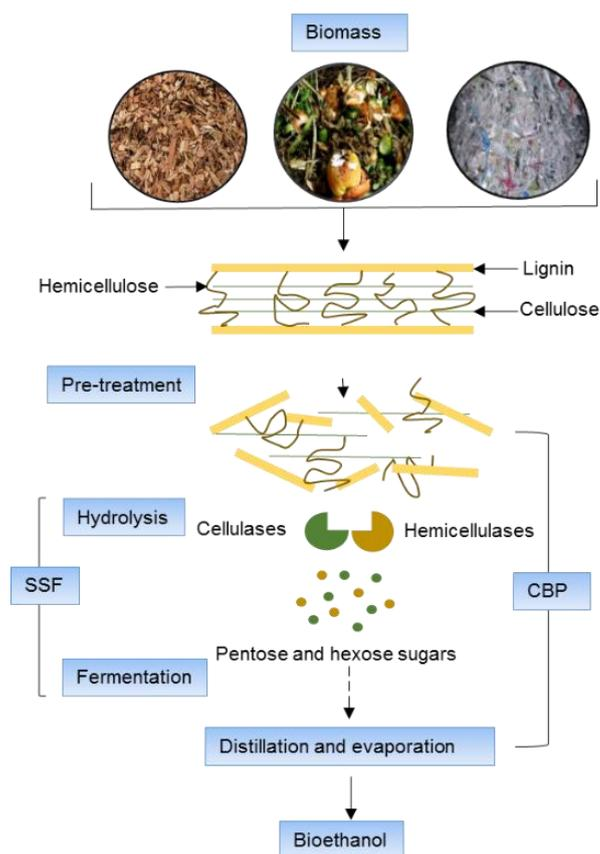 Biomass
Lignin
Hemicellulose
Cellulose
Pre-treatment
Hydrolysis
Cellulases
Hemicellulases
SSF
CBP
Pentose and hexose sugars
Fermentation
Distillation and evaporation
Bioethanol